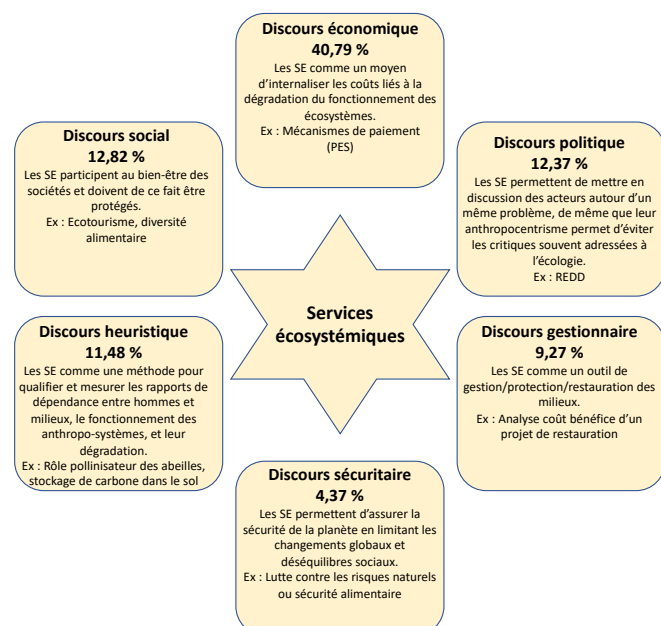 Discours économique
40,79 %
Les SE comme un moyen
d'internaliser les coûts liés à la
dégradation du fonctionnement des
écosystèmes.
Ex : Mécanismes de paiement
(PES)
Discours social
12,82 %
Les SE participent au bien-être des
sociétés et doivent de ce fait être
protégés.
Ex : Ecotourisme, diversité
alimentaire
Discours politique
12,37 %
Les SE permettent de mettre en
discussion des acteurs autour d'un
même problème, de même que leur
anthropocentrisme permet d'éviter
les critiques souvent adressées à
l'écologie.
Ex : REDD
Services
écosystémiques
Discours heuristique
11,48 %
Les SE comme une méthode pour
qualifier et mesurer les rapports de
dépendance entre hommes et
milieux, le fonctionnement des
anthropo-systèmes, et leur
dégradation.
Ex : Rôle pollinisateur des abeilles,
stockage de carbone dans le sol
Discours gestionnaire
9,27 %
Les SE comme un outil de
gestion/protection/restauration des
milieux.
Ex : Analyse coût bénéfice d'un
projet de restauration
Discours sécuritaire
4,37 %
Les SE permettent d'assurer la
sécurité de la planète en limitant les
changements globaux et
déséquilibres sociaux.
Ex : Lutte contre les risques naturels
ou sécurité alimentaire